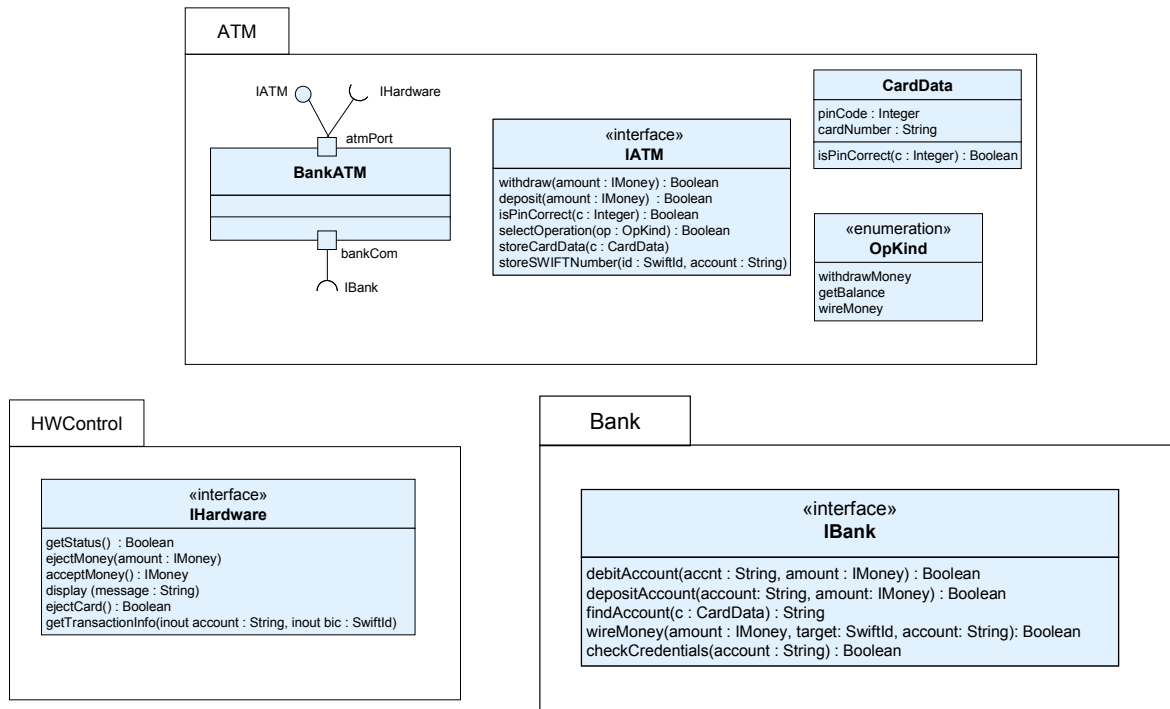 ATM
IATM
IHardware
atmPort
BankATM
bankCom
IBank
«interface»
IATM
withdraw(amount : IMoney) : Boolean
deposit(amount : IMoney) : Boolean
isPinCorrect(c : Integer) : Boolean
selectOperation(op : OpKind) : Boolean
storeCardData(c : CardData)
storeSWIFTNumber(id : SwiftId, account : String)
CardData
pinCode : Integer
cardNumber : String
isPinCorrect(c : Integer) : Boolean
«enumeration»
OpKind
withdrawMoney
getBalance
wireMoney
HWControl
«interface»
IHardware
getStatus() : Boolean
ejectMoney(amount : IMoney)
acceptMoney() : IMoney
display (message : String)
ejectCard() : Boolean
getTransactionInfo(inout account : String, inout bic : SwiftId)
Bank
«interface»
IBank
debitAccount(accnt : String, amount : IMoney) : Boolean
depositAccount(account: String, amount: IMoney) : Boolean
findAccount(c : CardData) : String
wireMoney(amount : IMoney, target: SwiftId, account: String): Boolean
checkCredentials(account : String) : Boolean